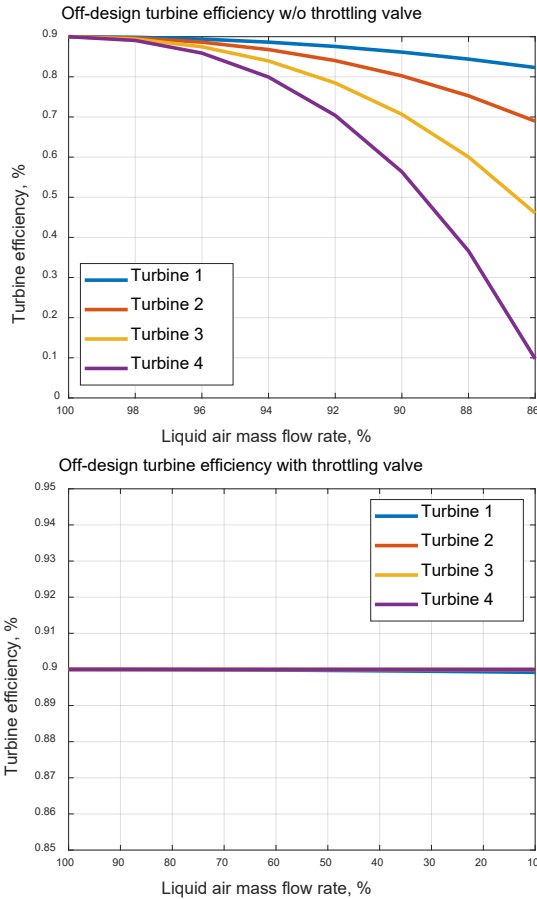 Off-design turbine efficiency w/o throttling valve
0.9
0.8
0.7
0.6
0.5
0.4
0.3
0.2
0.1
0
Turbine efficiency, %
Turbine 1
Turbine 2
Turbine 3
Turbine 4
100 98 96 94 92 90 88 86
Liquid air mass flow rate, %
Off-design turbine efficiency with throttling valve
0.95
0.94
0.93
0.92
0.91
0.9
0.89
0.88
0.87
0.86
0.85
Turbine efficiency, %
Turbine 1
Turbine 2
Turbine 3
Turbine 4
100 90 80 70 60 50 40 30 20 10
Liquid air mass flow rate, %